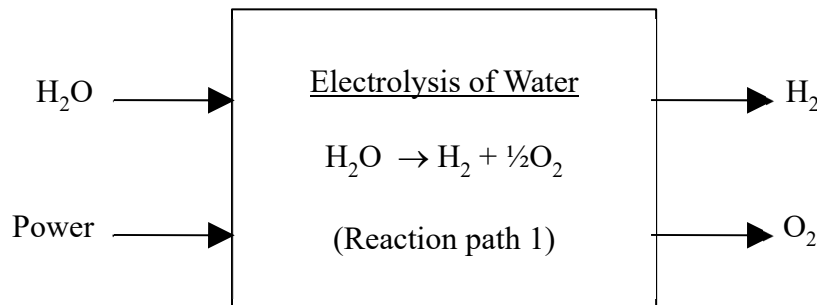 Electrolysis of Water
H₂O
H₂
H₂O → H₂ + ½O₂
Power
(Reaction path 1)
O₂